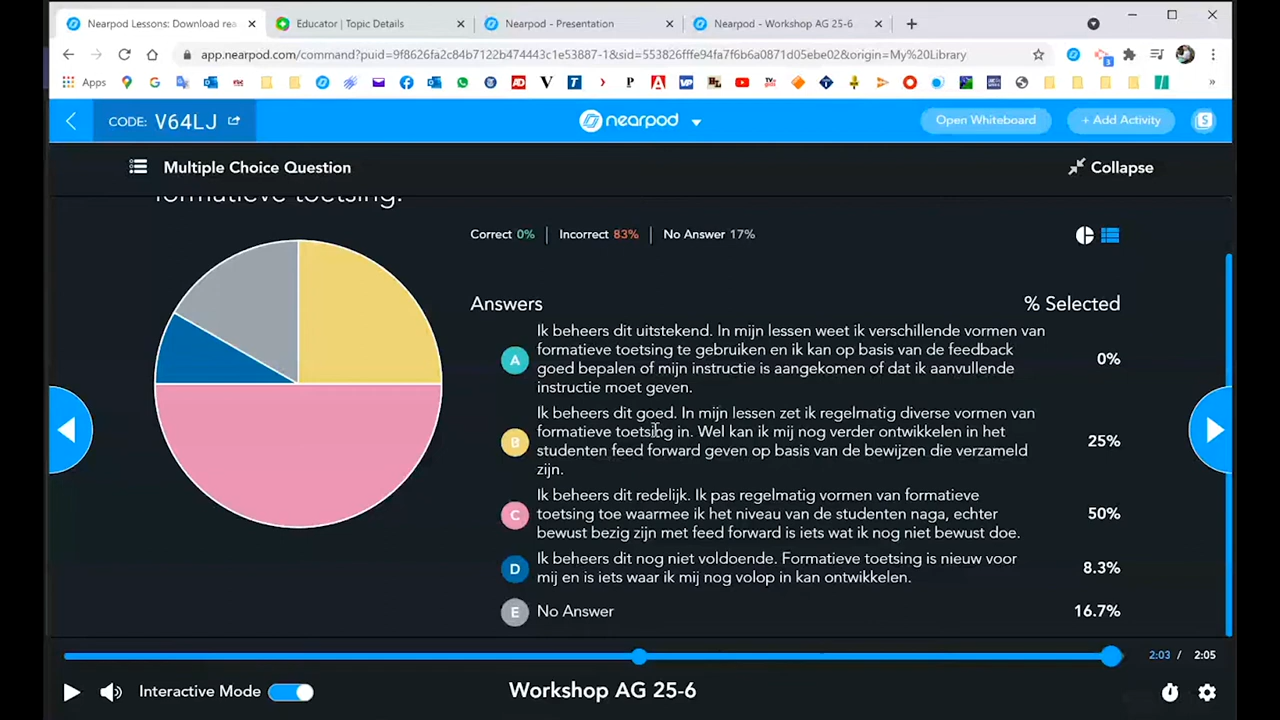 Nearpod Lessons: Download rea
Educator | Topic Details
Nearpod - Presentation
Nearpod - Workshop AG 25-6
app.nearpod.com/command?puid=9f8626fa2c84b7122b474443c1e53887-1&sid=553826fffe94fa7f6b6a0871d05ebe02&origin=My%20Library
Apps
CODE: V64LJ
nearpod
Open Whiteboard
+ Add Activity
S
Multiple Choice Question
Collapse
formatieve toetsing.
Correct 0% | Incorrect 83% | No Answer 17%
Answers
% Selected
A
Ik beheers dit uitstekend. In mijn lessen weet ik verschillende vormen van
formatieve toetsing te gebruiken en ik kan op basis van de feedback
goed bepalen of mijn instructie is aangekomen of dat ik aanvullende
instructie moet geven.
0%
B
Ik beheers dit goed. In mijn lessen zet ik regelmatig diverse vormen van
formatieve toetsing in. Wel kan ik mij nog verder ontwikkelen in het
studenten feed forward geven op basis van de bewijzen die verzameld
zijn.
25%
C
Ik beheers dit redelijk. Ik pas regelmatig vormen van formatieve
toetsing toe waarmee ik het niveau van de studenten naga, echter
bewust bezig zijn met feed forward is iets wat ik nog niet bewust doe.
50%
D
Ik beheers dit nog niet voldoende. Formatieve toetsing is nieuw voor
mij en is iets waar ik mij nog volop in kan ontwikkelen.
8.3%
E
No Answer
16.7%
2:03 / 2:05
Interactive Mode
Workshop AG 25-6